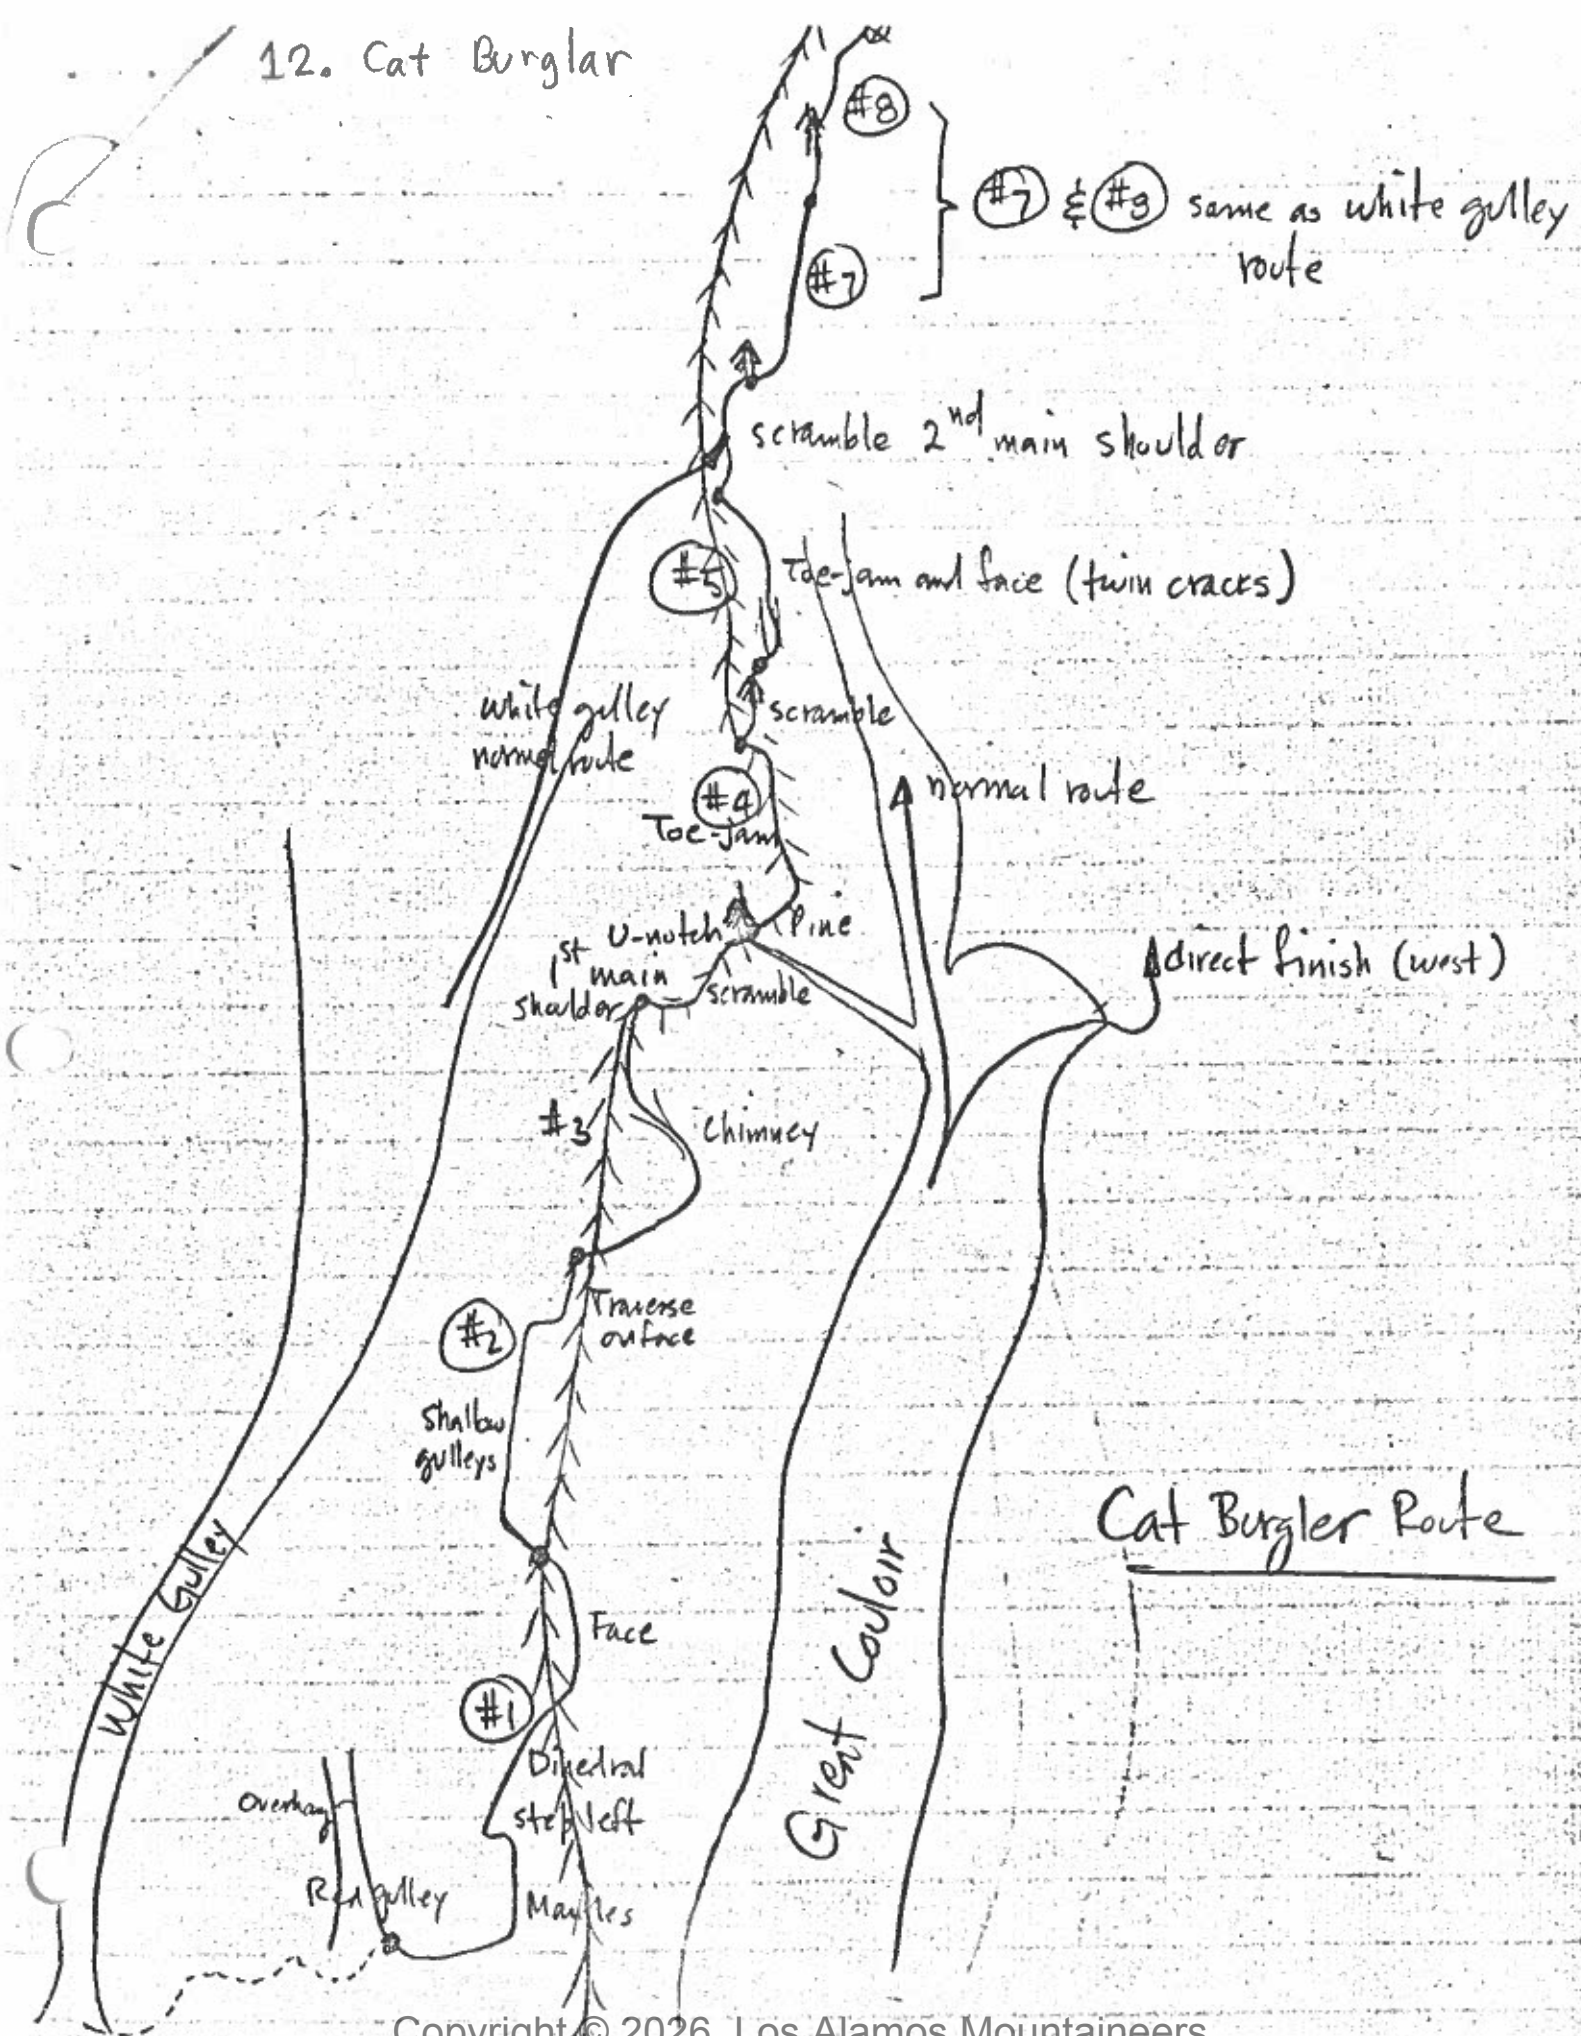 12. Cat Burglar
#8
#7 & #8 same as white gulley
route
#7
scramble 2nd main shoulder
#5
Toe-jam and face (twin cracks)
white gulley
normal route
scramble
#4
Toe-jam
normal route
U-notch
Pine
1st main
shoulder
scramble
direct finish (west)
#3
Chimney
Traverse
on face
#2
Shallow
gulleys
Cat Burgler Route
White Gulley
Great Couloir
Face
#1
Dihedral
step left
Overhang
Red gulley
Mantles
Copyright © 2026, Los Alamos Mountaineers